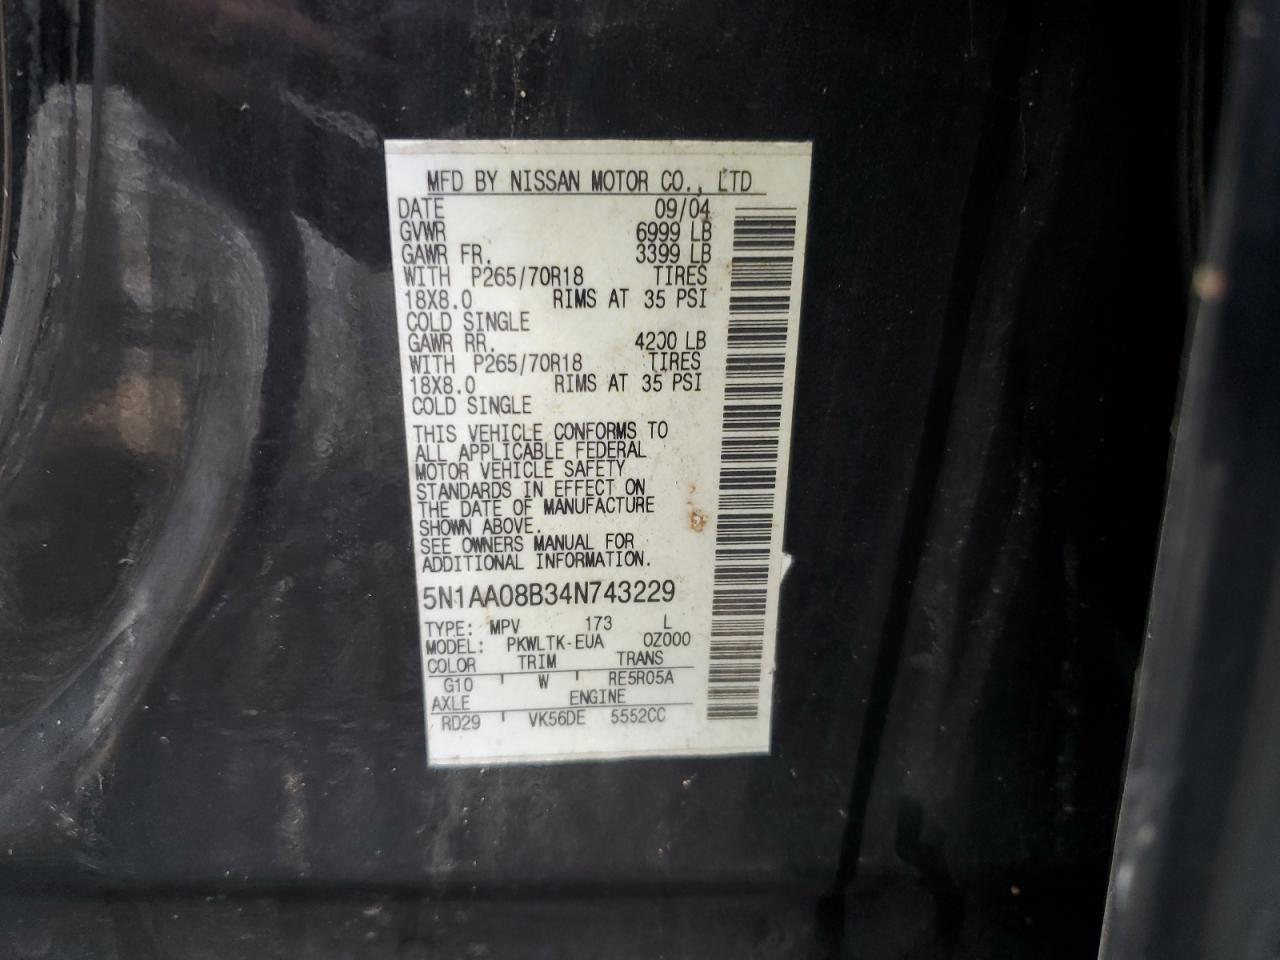 MFD BY NISSAN MOTOR CO., LTD
DATE 09/04
GVWR 6999 LB
GAWR FR. 3399 LB
WITH P265/70R18 TIRES
18X8.0 RIMS AT 35 PSI
COLD SINGLE
GAWR RR. 4200 LB
WITH P265/70R18 TIRES
18X8.0 RIMS AT 35 PSI
COLD SINGLE
THIS VEHICLE CONFORMS TO
ALL APPLICABLE FEDERAL
MOTOR VEHICLE SAFETY
STANDARDS IN EFFECT ON
THE DATE OF MANUFACTURE
SHOWN ABOVE.
SEE OWNERS MANUAL FOR
ADDITIONAL INFORMATION.
5N1AA08B34N743229
TYPE: MPV 173 L
MODEL: PKWLTK-EUA 0Z000
COLOR TRIM TRANS
G10 W RE5R05A
AXLE ENGINE
RD29 VK56DE 5552CC